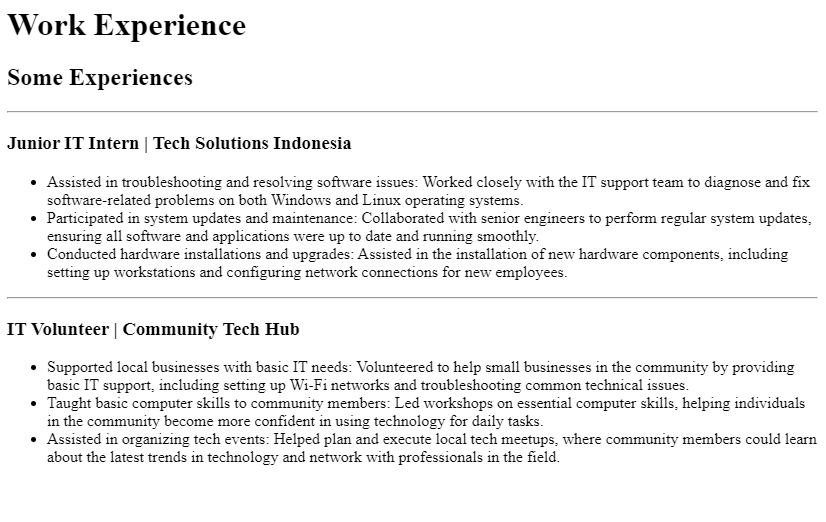 Work Experience
Some Experiences
Junior IT Intern | Tech Solutions Indonesia
• Assisted in troubleshooting and resolving software issues: Worked closely with the IT support team to diagnose and fix
software-related problems on both Windows and Linux operating systems.
• Participated in system updates and maintenance: Collaborated with senior engineers to perform regular system updates,
ensuring all software and applications were up to date and running smoothly.
• Conducted hardware installations and upgrades: Assisted in the installation of new hardware components, including
setting up workstations and configuring network connections for new employees.
IT Volunteer | Community Tech Hub
• Supported local businesses with basic IT needs: Volunteered to help small businesses in the community by providing
basic IT support, including setting up Wi-Fi networks and troubleshooting common technical issues.
• Taught basic computer skills to community members: Led workshops on essential computer skills, helping individuals
in the community become more confident in using technology for daily tasks.
• Assisted in organizing tech events: Helped plan and execute local tech meetups, where community members could learn
about the latest trends in technology and network with professionals in the field.